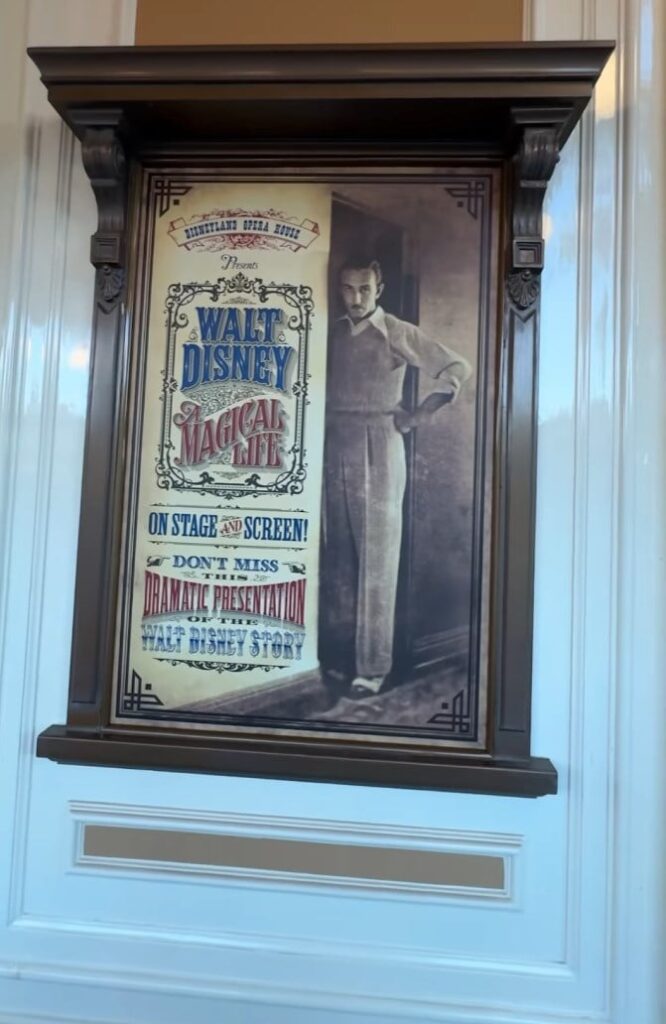 DISNEYLAND OPERA HOUSE
Presents
WALT
DISNEY
A
MAGICAL
LIFE
ON STAGE AND SCREEN!
DON'T MISS
THIS
DRAMATIC PRESENTATION
OF THE
WALT DISNEY STORY